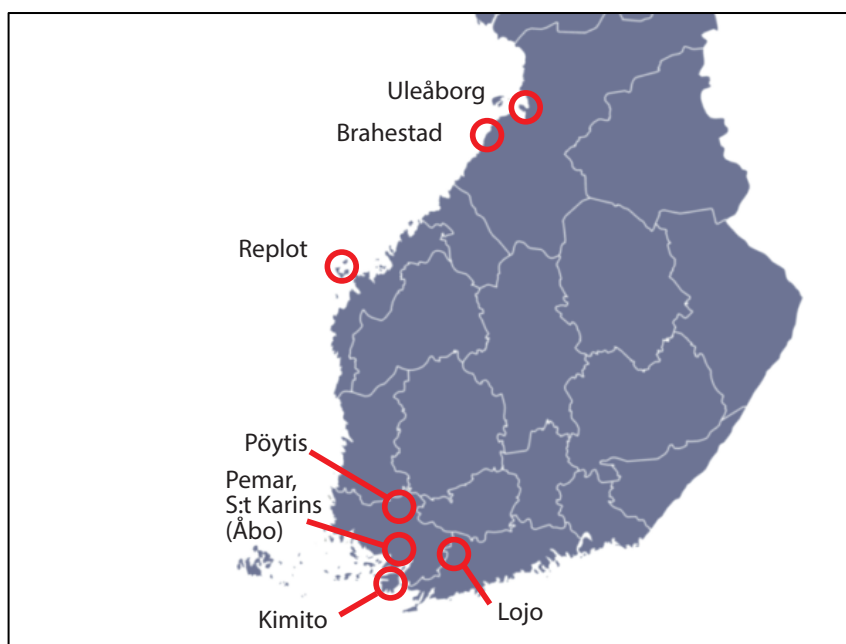 Uleåborg
Brahestad
Replot
Pöytis
Pemar,
S:t Karins
(Åbo)
Kimito
Lojo